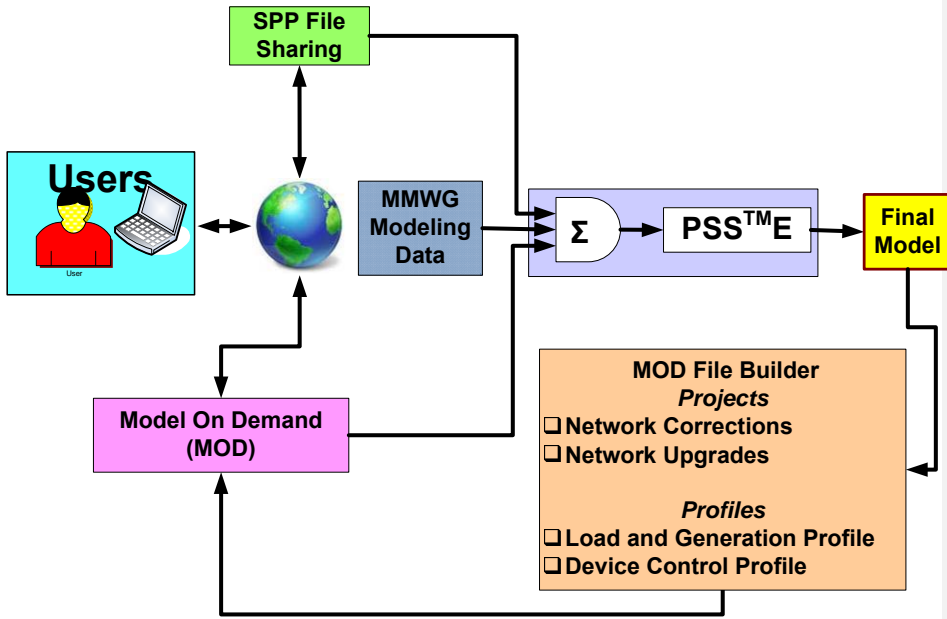 SPP File
Sharing
Users
User
MMWG
Modeling
Data
Σ
PSS™E
Final
Model
Model On Demand
(MOD)
MOD File Builder
Projects
❑ Network Corrections
❑ Network Upgrades
Profiles
❑ Load and Generation Profile
❑ Device Control Profile